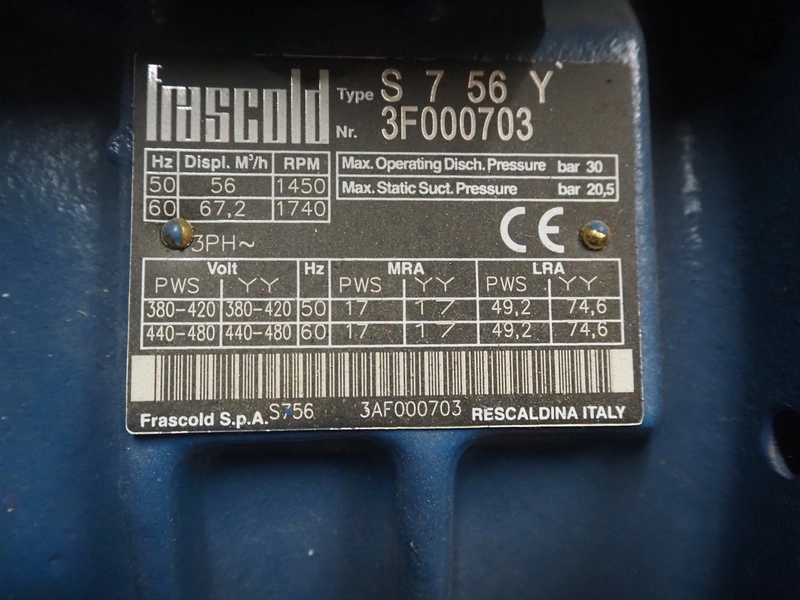 frascold Type S 7 56 Y
Nr. 3F000703
Hz Displ. M³/h RPM
50 56 1450
60 67,2 1740
Max. Operating Disch. Pressure bar 30
Max. Static Suct. Pressure bar 20,5
3PH~ CE
Volt Hz MRA LRA
PWS YY PWS YY PWS YY
380-420 380-420 50 17 17 49,2 74,6
440-480 440-480 60 17 17 49,2 74,6
Frascold S.p.A. S756 3AF000703 RESCALDINA ITALY